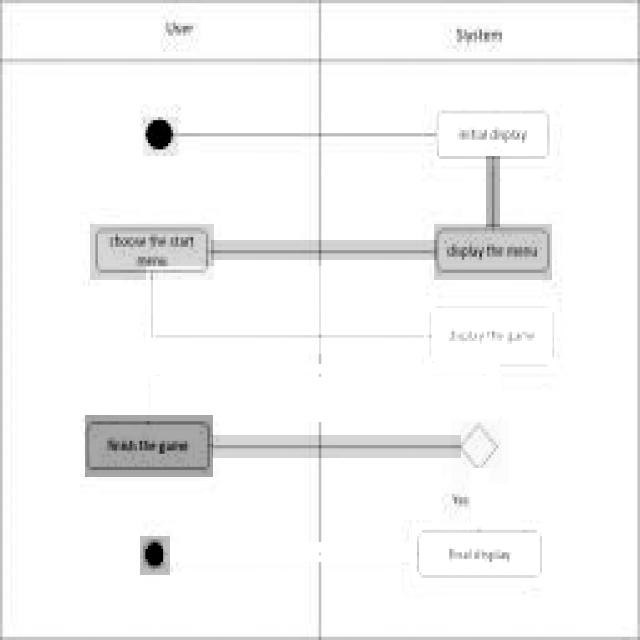 User
System
initial display
choose the start
menu
display the menu
display the game
finish the game
Yes
final display